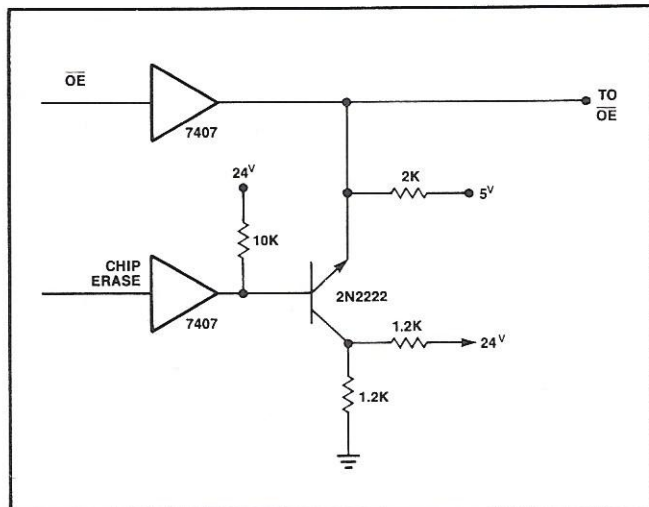 OE
7407
TO
OE
2K
5V
24V
10K
CHIP
ERASE
7407
2N2222
1.2K
24V
1.2K